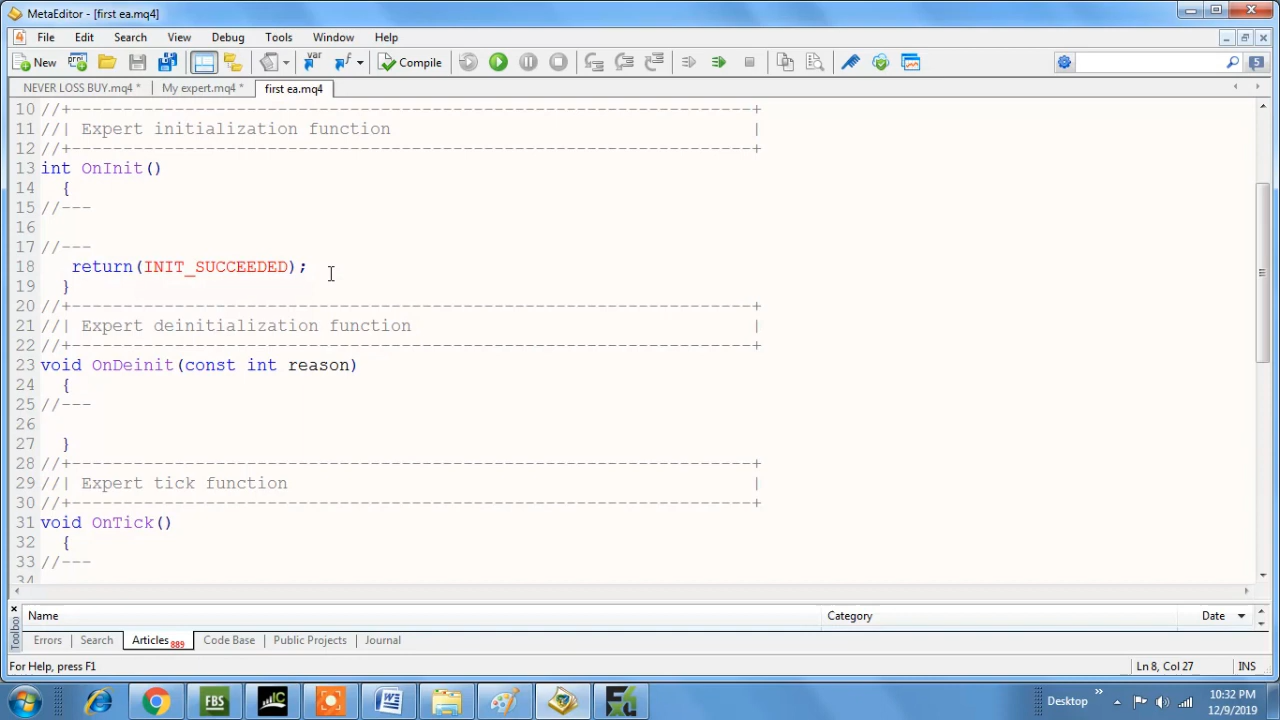 MetaEditor - [first ea.mq4]
File Edit Search View Debug Tools Window Help
New var Compile 5
NEVER LOSS BUY.mq4 * My expert.mq4 * first ea.mq4
10 //+------------------------------------------------------------------+
11 //| Expert initialization function |
12 //+------------------------------------------------------------------+
13 int OnInit()
14 {
15 //---
16
17 //---
18 return(INIT_SUCCEEDED);
19 }
20 //+------------------------------------------------------------------+
21 //| Expert deinitialization function |
22 //+------------------------------------------------------------------+
23 void OnDeinit(const int reason)
24 {
25 //---
26
27 }
28 //+------------------------------------------------------------------+
29 //| Expert tick function |
30 //+------------------------------------------------------------------+
31 void OnTick()
32 {
33 //---
34
Name Category Date
Toolbox
Errors Search Articles 889 Code Base Public Projects Journal
For Help, press F1 Ln 8, Col 27 INS
FBS IC Desktop 10:32 PM
12/9/2019